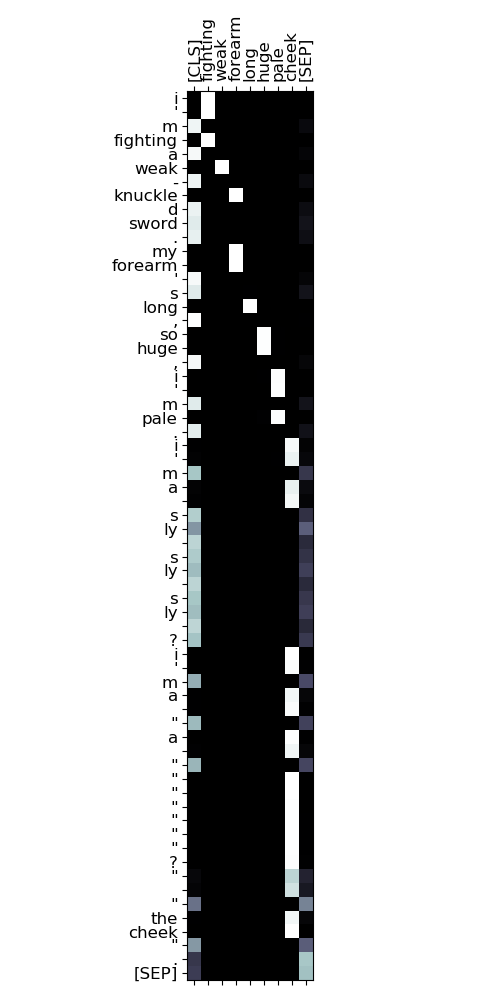 [CLS]
fighting
weak
forearm
long
huge
pale
cheek
[SEP]
i
'
m
fighting
a
weak
-
knuckle
d
sword
.
my
forearm
'
s
long
,
so
huge
,
i
'
m
pale
.
i
'
m
a
s
ly
s
ly
s
ly
?
i
'
m
a
"
a
"
"
"
"
"
"
"
?
"
"
the
cheek
"
.
[SEP]